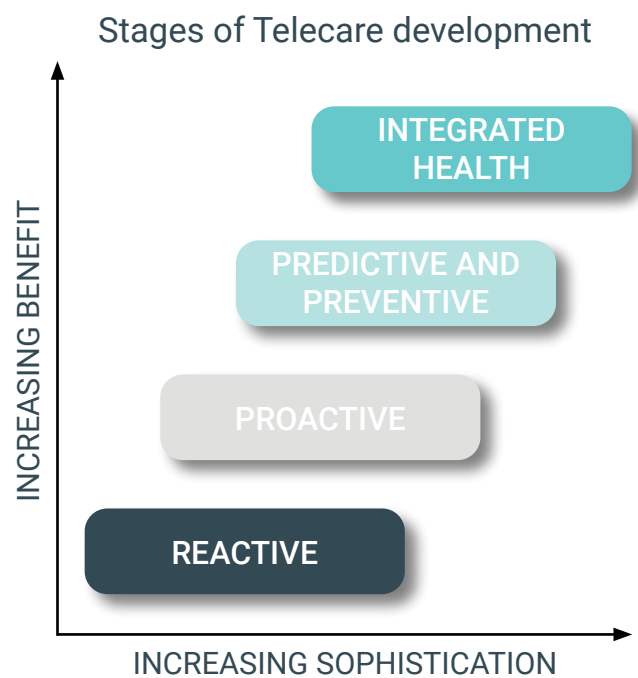 Stages of Telecare development
INTEGRATED
HEALTH
PREDICTIVE AND
PREVENTIVE
PROACTIVE
REACTIVE
INCREASING BENEFIT
INCREASING SOPHISTICATION